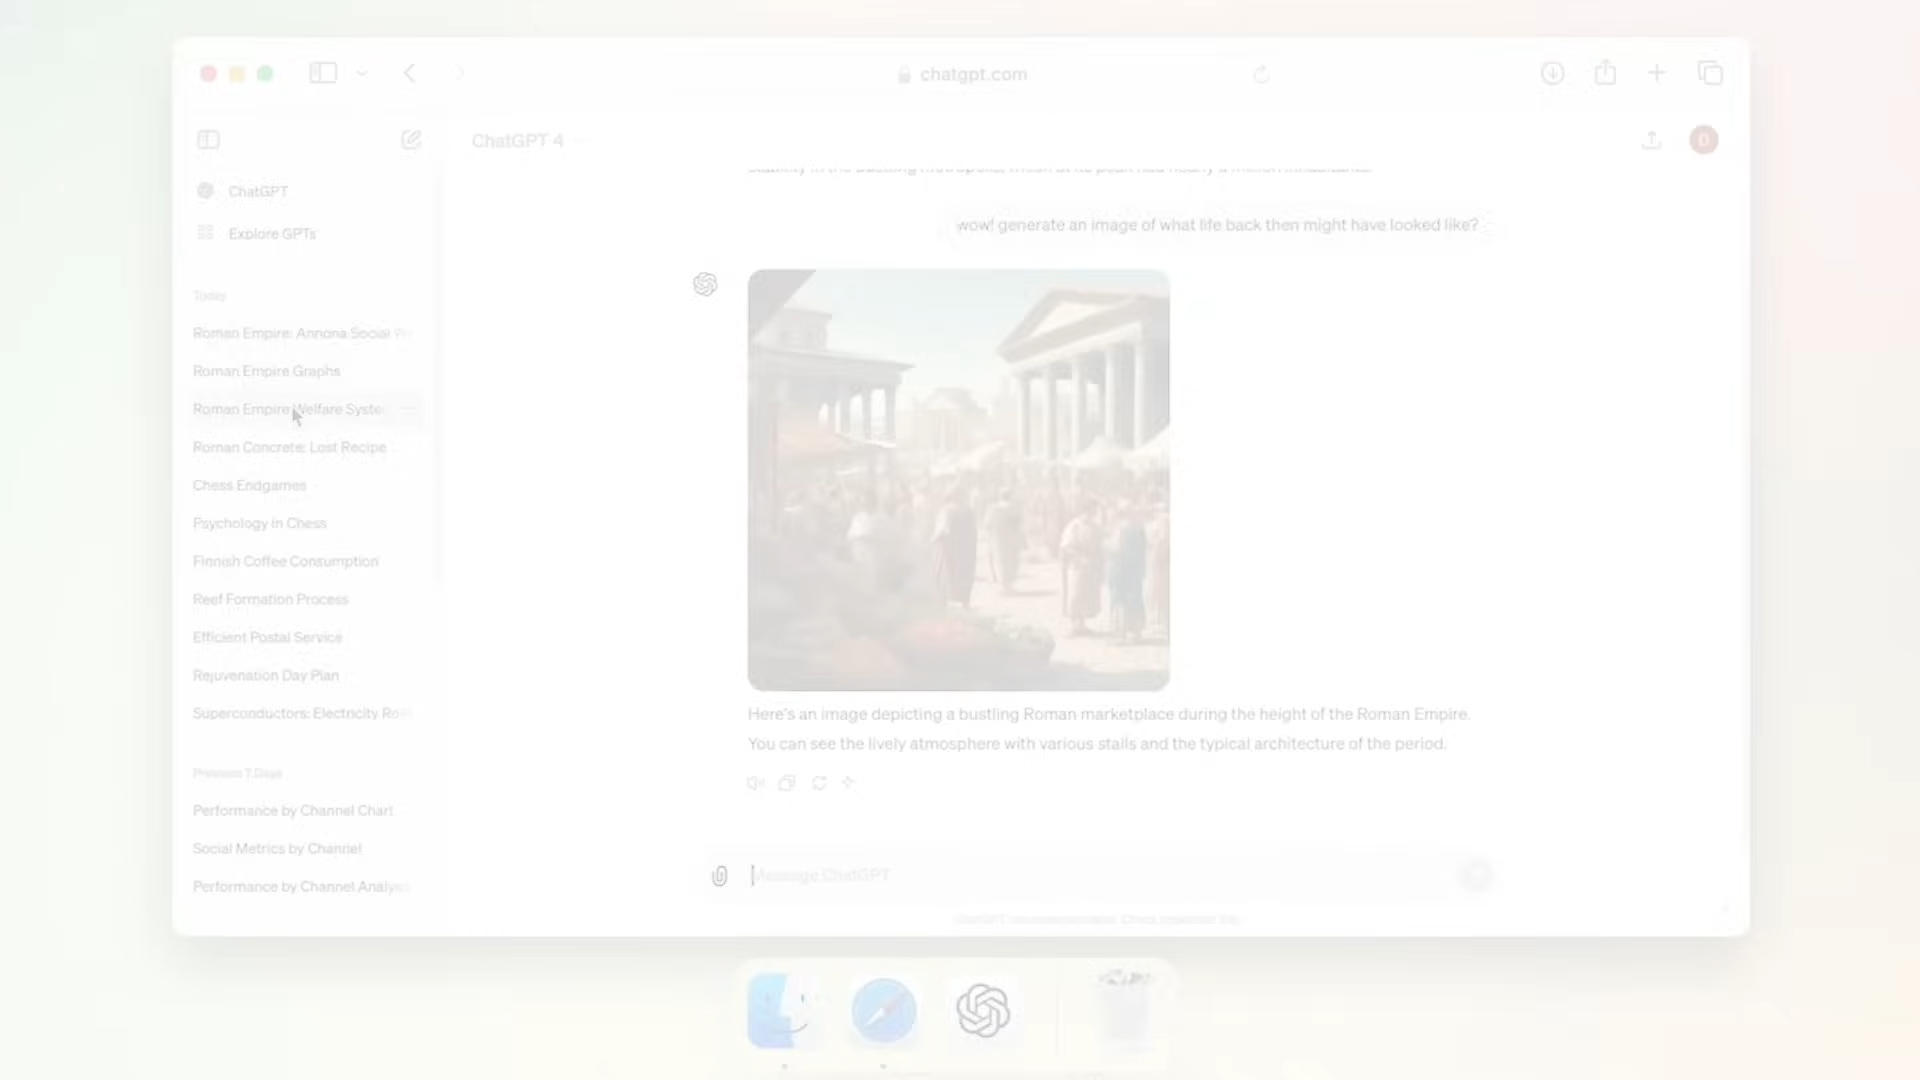 chatgpt.com
ChatGPT 4
ChatGPT
Explore GPTs
Today
Roman Empire: Annona Social
Roman Empire Graphs
Roman Empire Welfare Syste
Roman Concrete: Lost Recipe
Chess Endgames
Psychology in Chess
Finnish Coffee Consumption
Reef Formation Process
Efficient Postal Service
Rejuvenation Day Plan
Superconductors: Electricity Ro
Previous 7 Days
Performance by Channel Chart
Social Metrics by Channel
Performance by Channel Analys
wow! generate an image of what life back then might have looked like?
Here's an image depicting a bustling Roman marketplace during the height of the Roman Empire.
You can see the lively atmosphere with various stalls and the typical architecture of the period.
Message ChatGPT